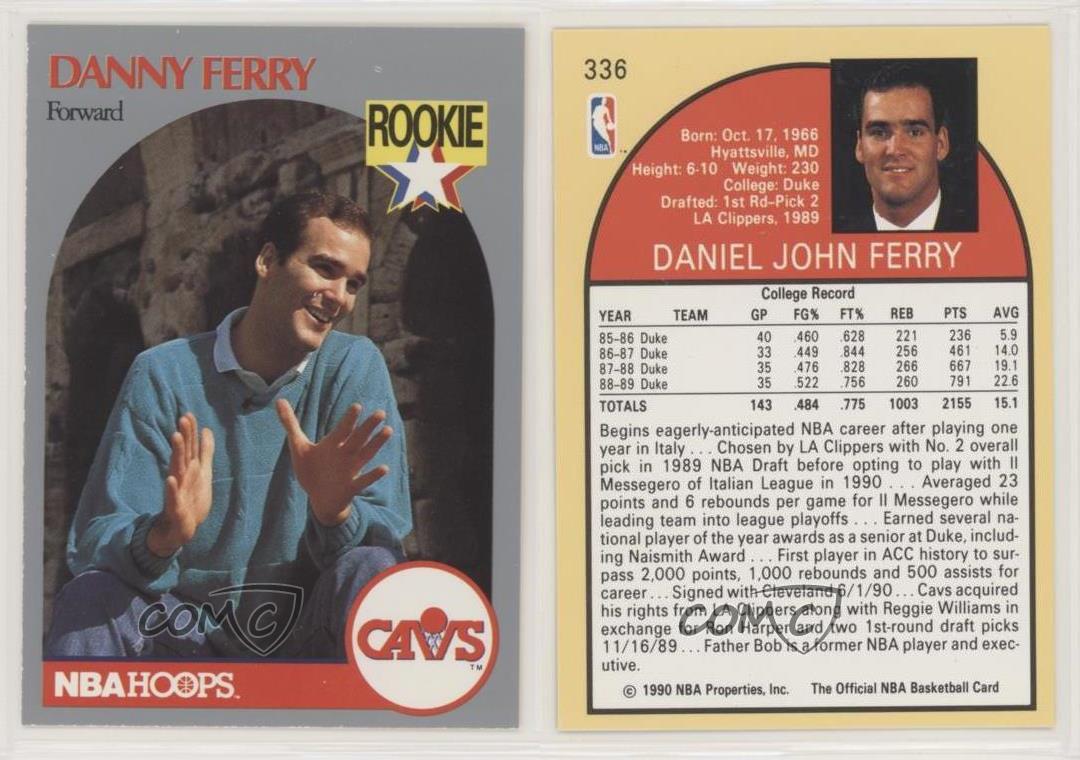 DANNY FERRY
Forward
ROOKIE
CAVS
TM
NBA HOOPS
COMC
336
NBA
TM
Born: Oct. 17, 1966
Hyattsville, MD
Height: 6-10 Weight: 230
College: Duke
Drafted: 1st Rd-Pick 2
LA Clippers, 1989
DANIEL JOHN FERRY
College Record
YEAR TEAM GP FG% FT% REB PTS AVG
85-86 Duke 40 .460 .628 221 236 5.9
86-87 Duke 33 .449 .844 256 461 14.0
87-88 Duke 35 .476 .828 266 667 19.1
88-89 Duke 35 .522 .756 260 791 22.6
TOTALS 143 .484 .775 1003 2155 15.1
Begins eagerly-anticipated NBA career after playing one
year in Italy . . . Chosen by LA Clippers with No. 2 overall
pick in 1989 NBA Draft before opting to play with Il
Messegero of Italian League in 1990 . . . Averaged 23
points and 6 rebounds per game for Il Messegero while
leading team into league playoffs . . . Earned several na-
tional player of the year awards as a senior at Duke, includ-
ing Naismith Award . . . First player in ACC history to sur-
pass 2,000 points, 1,000 rebounds and 500 assists for
career . . . Signed with Cleveland 6/1/90 . . . Cavs acquired
his rights from LA Clippers along with Reggie Williams in
exchange for Ron Harper and two 1st-round draft picks
11/16/89 . . . Father Bob is a former NBA player and exec-
utive.
COMC
© 1990 NBA Properties, Inc. The Official NBA Basketball Card